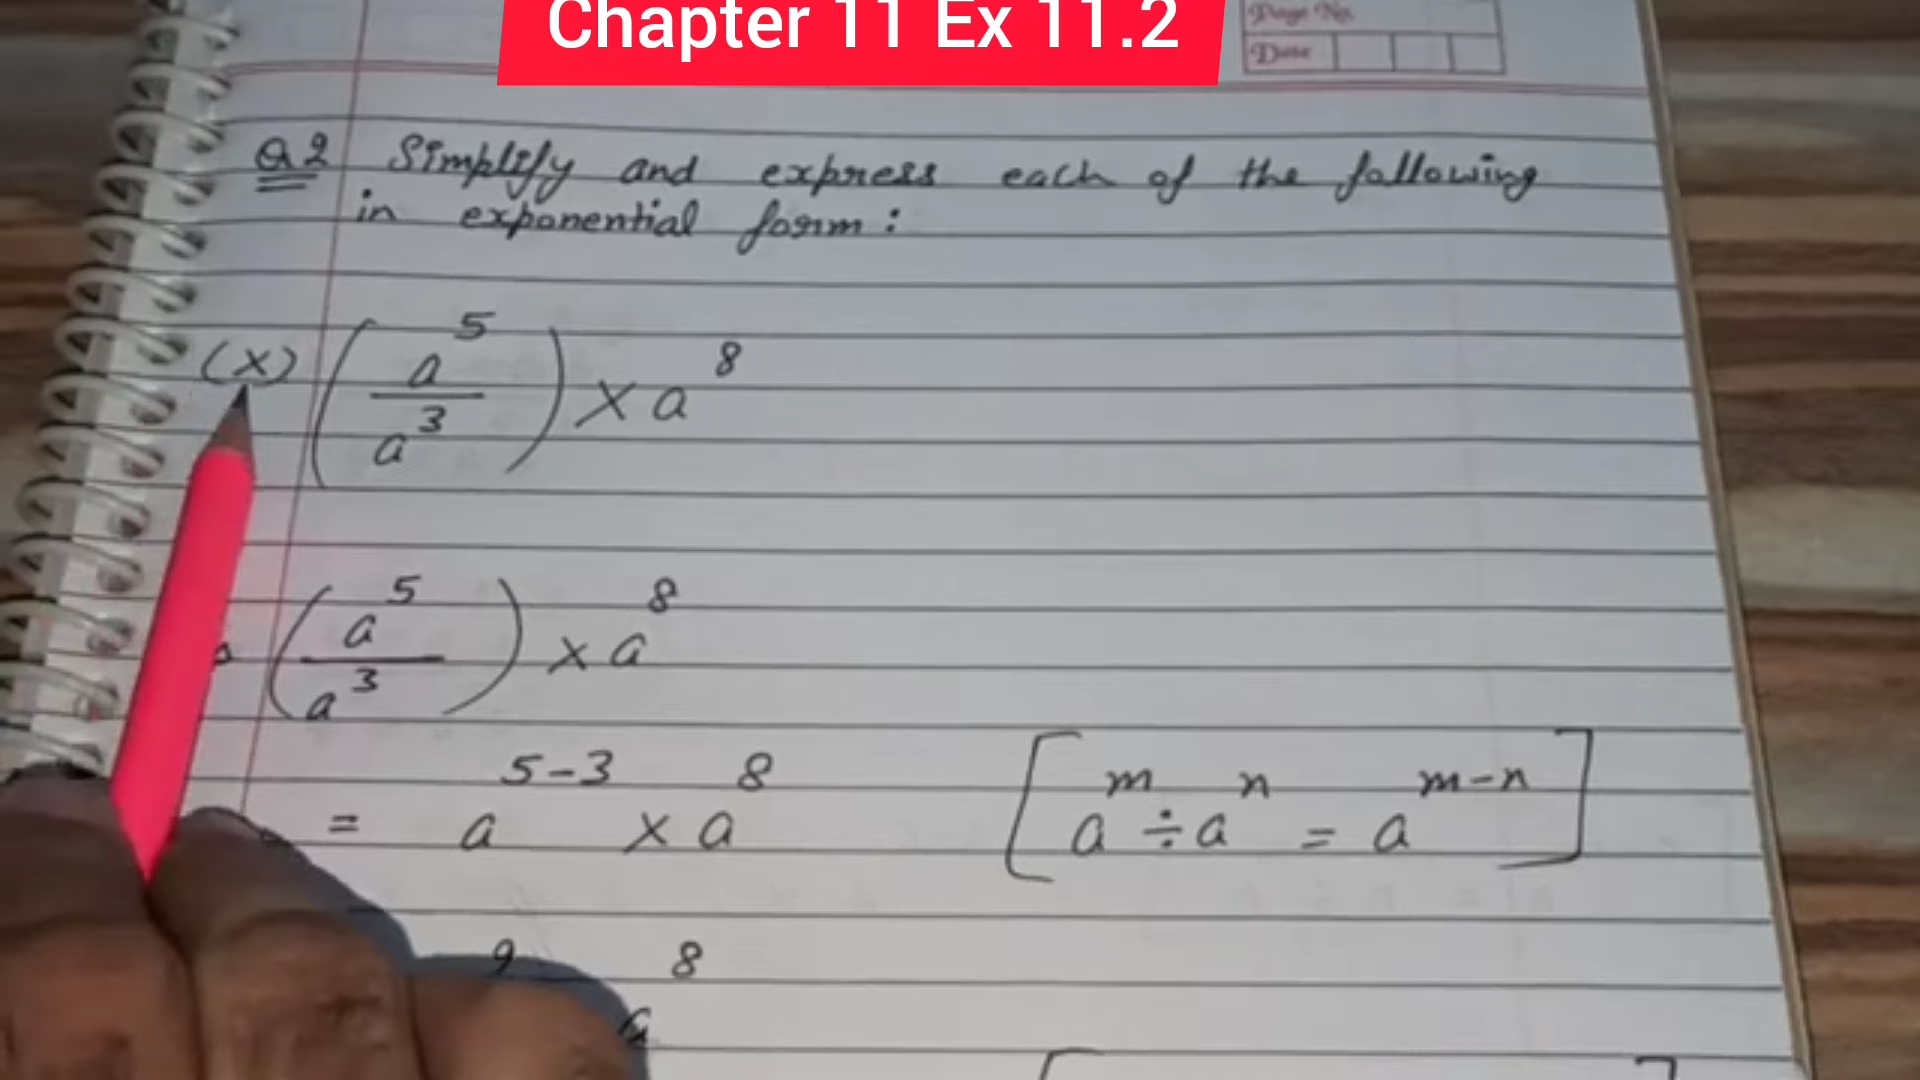 Chapter 11 Ex 11.2
Page No.
Date
Q2 Simplify and express each of the following
in exponential form:
(x) (a^5/a^3) × a^8
(a^5/a^3) × a^8
= a^5-3 × a^8 [a^m ÷ a^n = a^m-n]
a^8